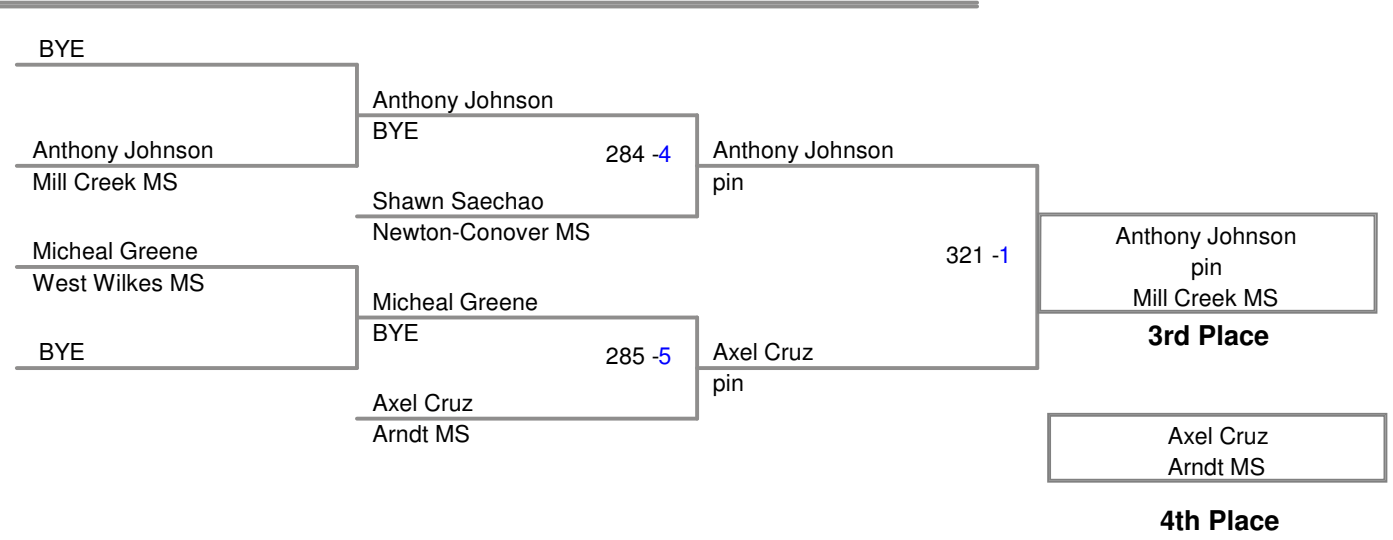 BYE
Anthony Johnson
Mill Creek MS
Micheal Greene
West Wilkes MS
BYE
Anthony Johnson
BYE
284 -4
Shawn Saechao
Newton-Conover MS
Micheal Greene
BYE
285 -5
Axel Cruz
Arndt MS
Anthony Johnson
pin
321 -1
Axel Cruz
pin
Anthony Johnson
pin
Mill Creek MS
3rd Place
Axel Cruz
Arndt MS
4th Place